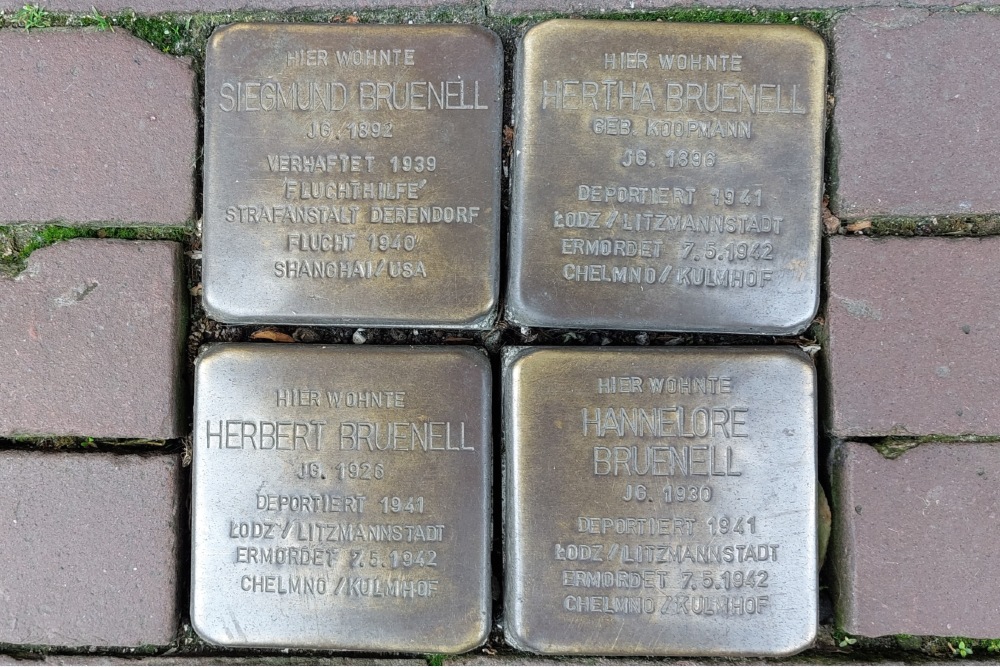 HIER WOHNTE
SIEGMUND BRUENELL
JG. 1892
VERHAFTET 1939
'FLUCHTHILFE'
STRAFANSTALT DERENDORF
FLUCHT 1940
SHANGHAI/USA
HIER WOHNTE
HERTHA BRUENELL
GEB. KOOPMANN
JG. 1896
DEPORTIERT 1941
ŁODZ/LITZMANNSTADT
ERMORDET 7.5.1942
CHELMNO/KULMHOF
HIER WOHNTE
HERBERT BRUENELL
JG. 1926
DEPORTIERT 1941
ŁODZ/LITZMANNSTADT
ERMORDET 7.5.1942
CHELMNO/KULMHOF
HIER WOHNTE
HANNELORE
BRUENELL
JG. 1930
DEPORTIERT 1941
ŁODZ/LITZMANNSTADT
ERMORDET 7.5.1942
CHELMNO/KULMHOF